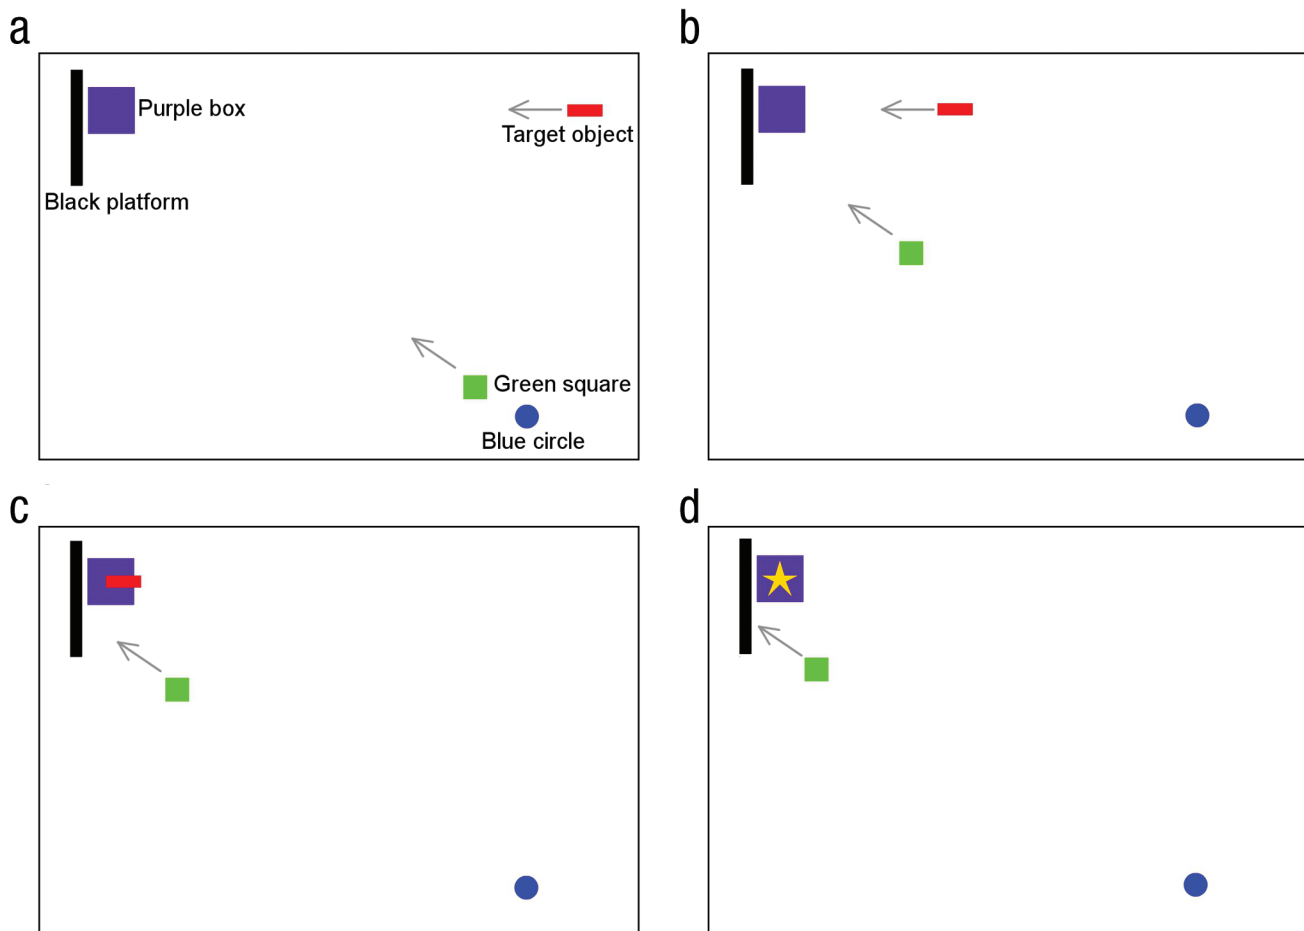 a
Purple box
Target object
Black platform
Green square
Blue circle
b
c
d